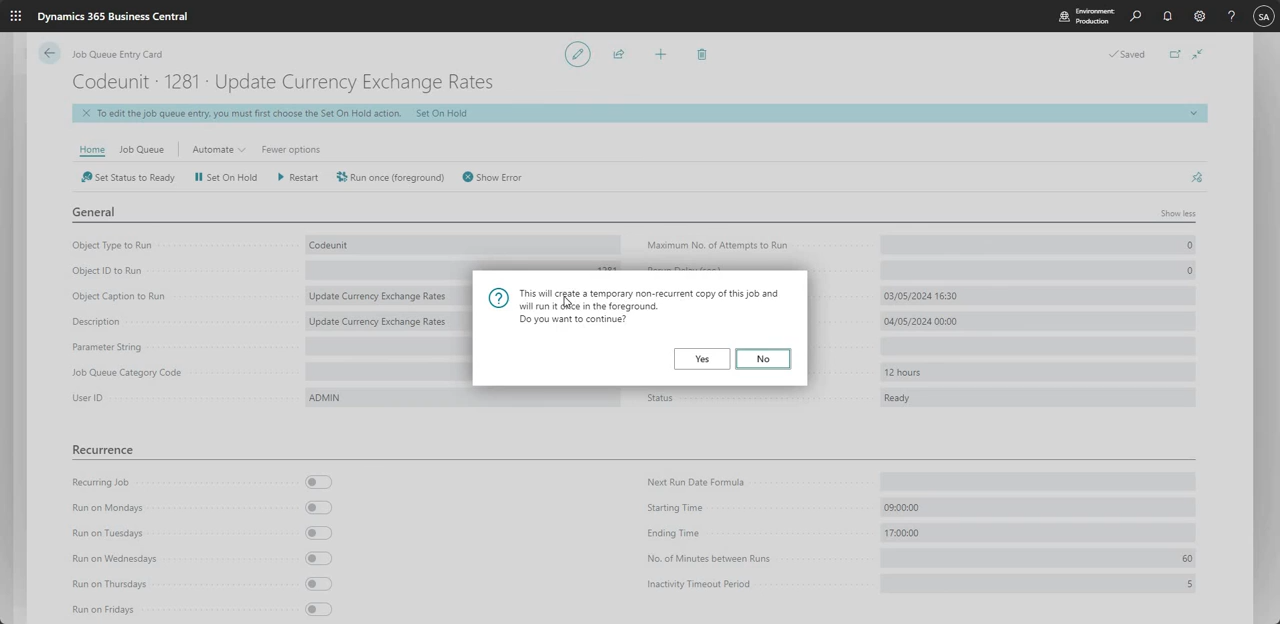 Dynamics 365 Business Central
Environment:
Production
?
SA
Job Queue Entry Card
Saved
Codeunit · 1281 · Update Currency Exchange Rates
To edit the job queue entry, you must first choose the Set On Hold action. Set On Hold
Home Job Queue Automate Fewer options
Set Status to Ready Set On Hold Restart Run once (foreground) Show Error
General
Show less
Object Type to Run Codeunit Maximum No. of Attempts to Run 0
Object ID to Run 1281 0
Object Caption to Run Update Currency Exchange Rates 03/05/2024 16:30
Description Update Currency Exchange Rates 04/05/2024 00:00
Parameter String
Job Queue Category Code 12 hours
User ID ADMIN Status Ready
?
This will create a temporary non-recurrent copy of this job and
will run it once in the foreground.
Do you want to continue?
Yes No
Recurrence
Recurring Job Next Run Date Formula
Run on Mondays Starting Time 09:00:00
Run on Tuesdays Ending Time 17:00:00
Run on Wednesdays No. of Minutes between Runs 60
Run on Thursdays Inactivity Timeout Period 5
Run on Fridays